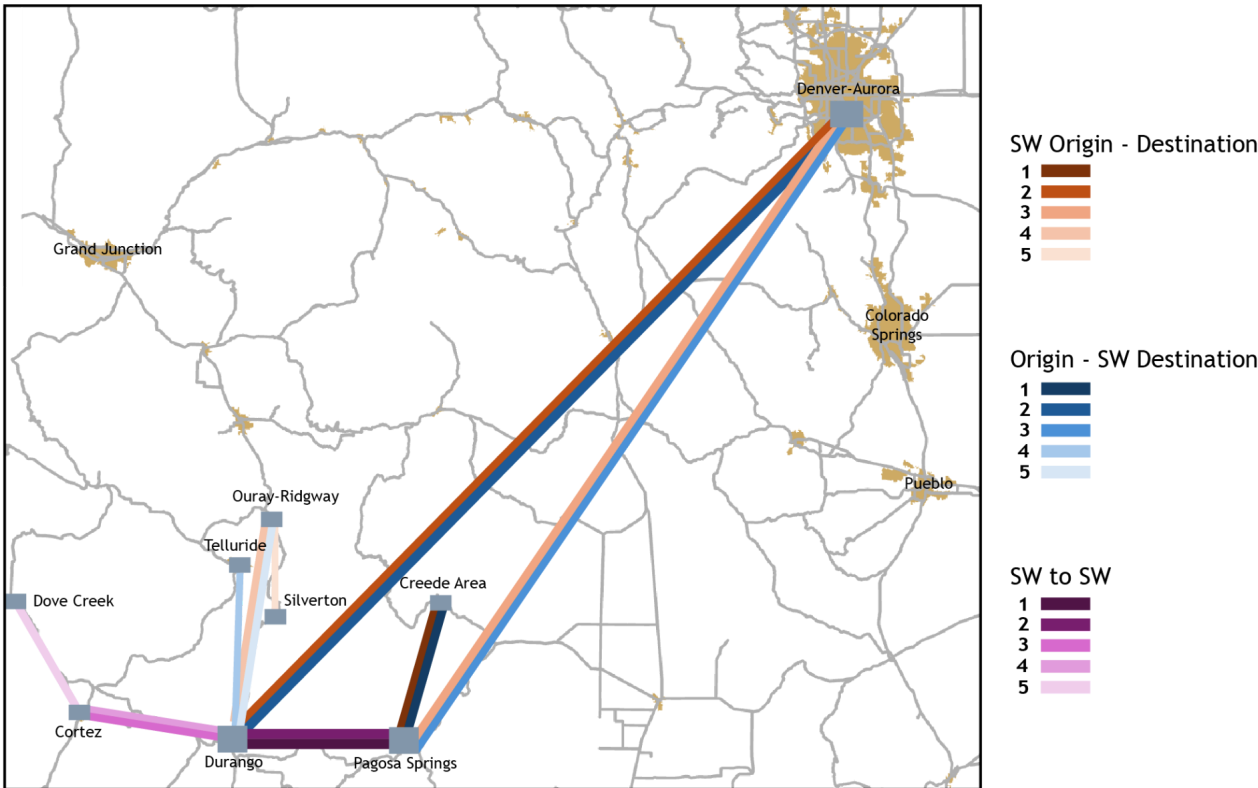 Denver-Aurora
Grand Junction
Colorado
Springs
Pueblo
Ouray-Ridgway
Telluride
Creede Area
Dove Creek
Silverton
Cortez
Durango
Pagosa Springs
SW Origin - Destination
1
2
3
4
5
Origin - SW Destination
1
2
3
4
5
SW to SW
1
2
3
4
5